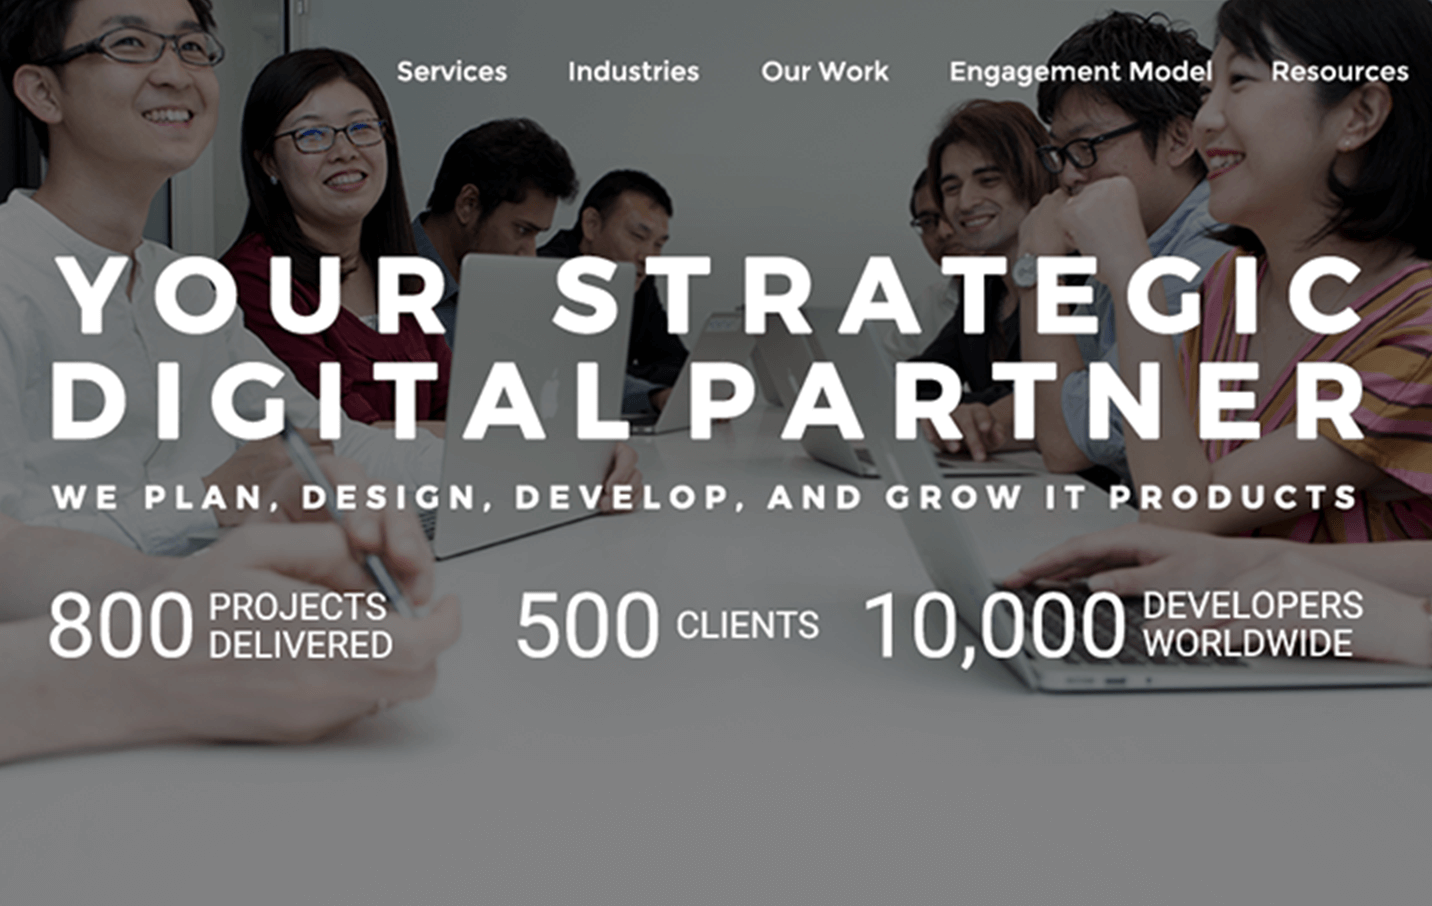 Services Industries Our Work Engagement Model Resources
YOUR STRATEGIC
DIGITAL PARTNER
WE PLAN, DESIGN, DEVELOP, AND GROW IT PRODUCTS
800 PROJECTS DELIVERED
500 CLIENTS
10,000 DEVELOPERS WORLDWIDE